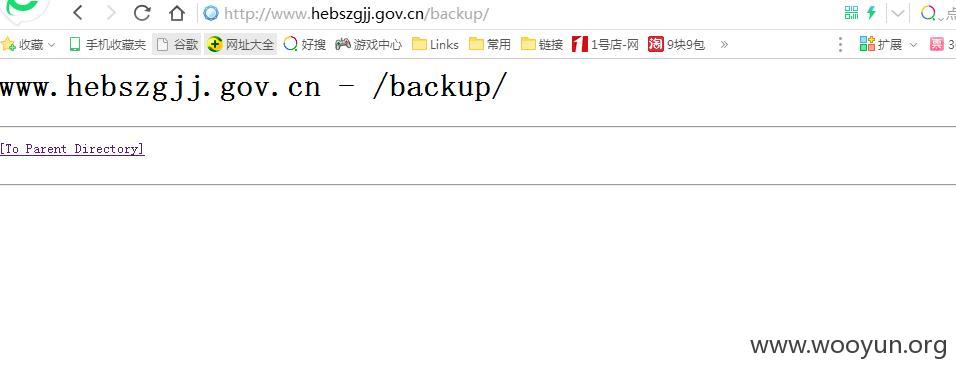 http://www.hebszgjj.gov.cn/backup/
收藏 手机收藏夹 谷歌 网址大全 好搜 游戏中心 Links 常用 链接 1号店-网 9块9包 » 扩展
www.hebszgjj.gov.cn - /backup/
[To Parent Directory]
www.wooyun.org